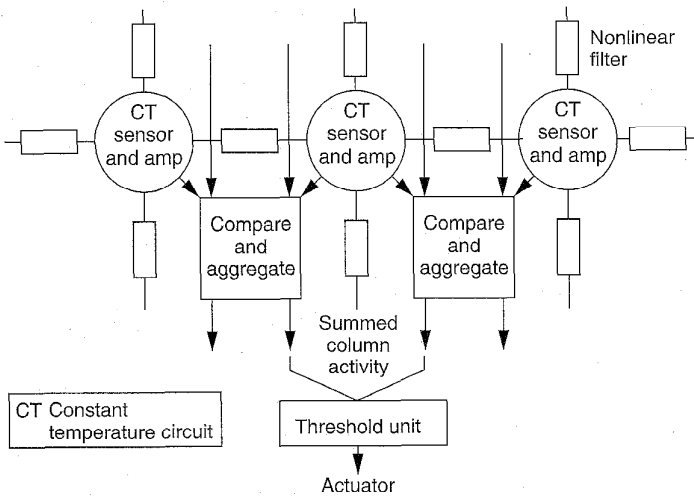 Nonlinear
filter
CT
sensor
and amp
CT
sensor
and amp
CT
sensor
and amp
Compare
and
aggregate
Compare
and
aggregate
Summed
column
activity
CT Constant
temperature circuit
Threshold unit
Actuator